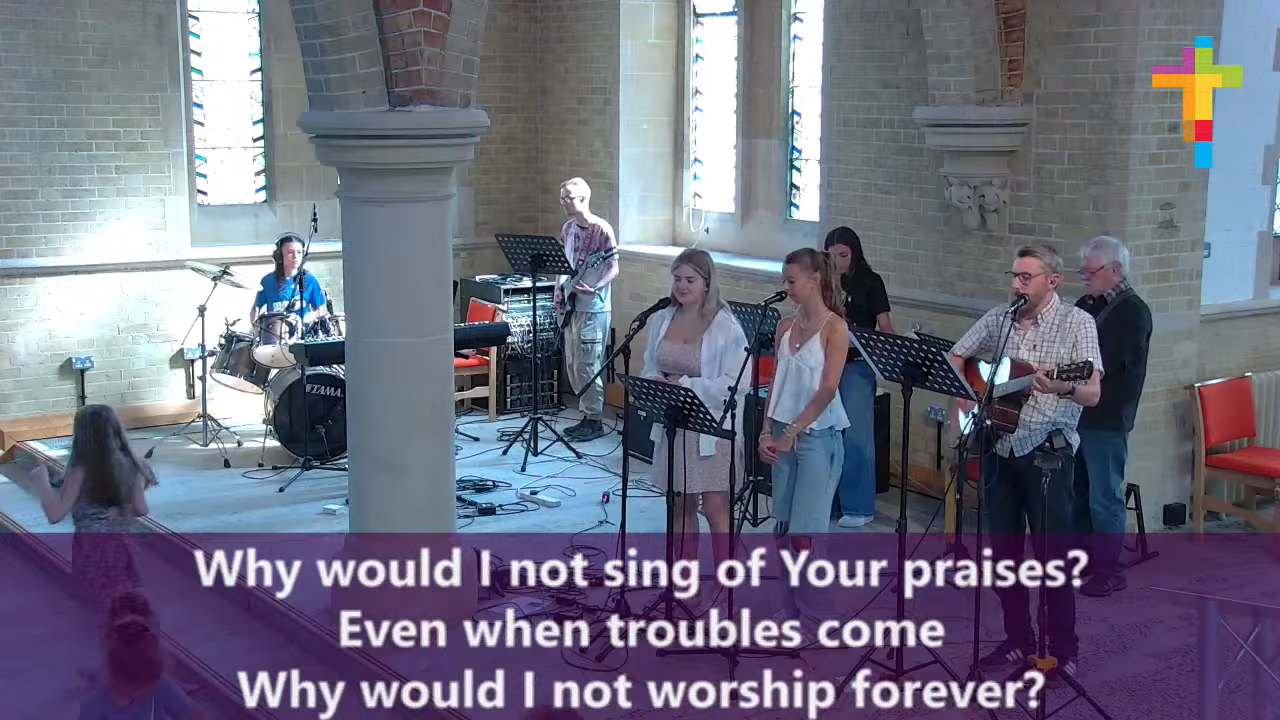 TAMA
Why would I not sing of Your praises?
Even when troubles come
Why would I not worship forever?